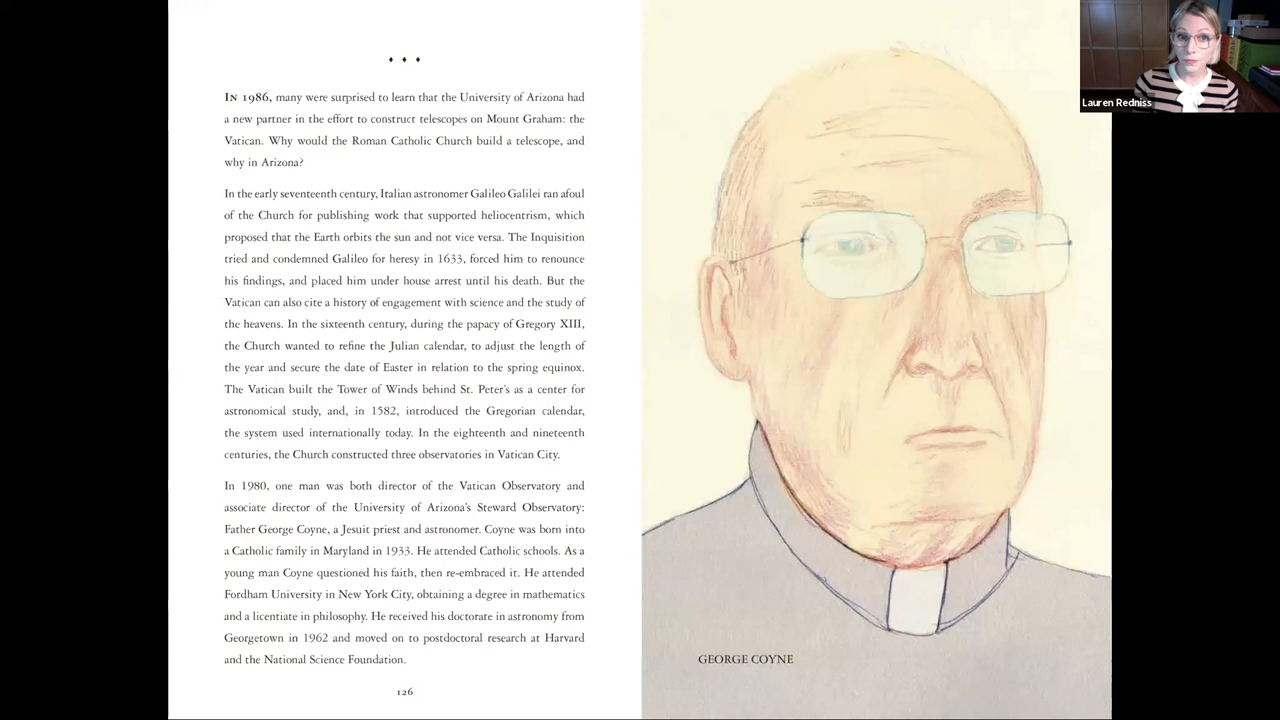 IN 1986, many were surprised to learn that the University of Arizona had
a new partner in the effort to construct telescopes on Mount Graham: the
Vatican. Why would the Roman Catholic Church build a telescope, and
why in Arizona?
In the early seventeenth century, Italian astronomer Galileo Galilei ran afoul
of the Church for publishing work that supported heliocentrism, which
proposed that the Earth orbits the sun and not vice versa. The Inquisition
tried and condemned Galileo for heresy in 1633, forced him to renounce
his findings, and placed him under house arrest until his death. But the
Vatican can also cite a history of engagement with science and the study of
the heavens. In the sixteenth century, during the papacy of Gregory XIII,
the Church wanted to refine the Julian calendar, to adjust the length of
the year and secure the date of Easter in relation to the spring equinox.
The Vatican built the Tower of Winds behind St. Peter's as a center for
astronomical study, and, in 1582, introduced the Gregorian calendar,
the system used internationally today. In the eighteenth and nineteenth
centuries, the Church constructed three observatories in Vatican City.
In 1980, one man was both director of the Vatican Observatory and
associate director of the University of Arizona's Steward Observatory:
Father George Coyne, a Jesuit priest and astronomer. Coyne was born into
a Catholic family in Maryland in 1933. He attended Catholic schools. As a
young man Coyne questioned his faith, then re-embraced it. He attended
Fordham University in New York City, obtaining a degree in mathematics
and a licentiate in philosophy. He received his doctorate in astronomy from
Georgetown in 1962 and moved on to postdoctoral research at Harvard
and the National Science Foundation.
126
GEORGE COYNE
Lauren Redniss